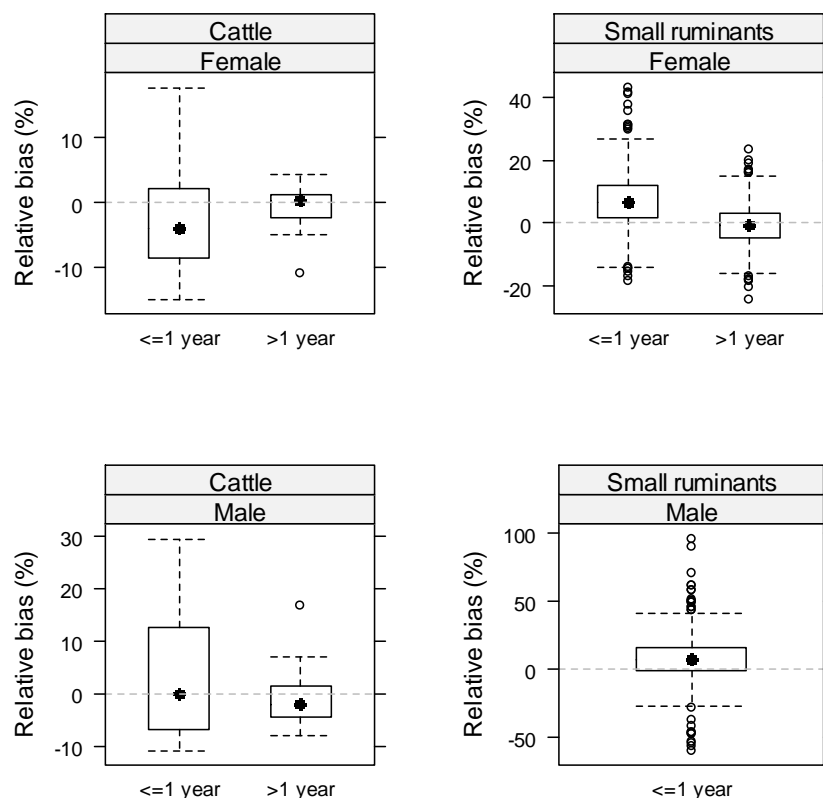 Cattle
Female
Relative bias (%)
10
0
-10
<=1 year >1 year
Small ruminants
Female
Relative bias (%)
40
20
0
-20
<=1 year >1 year
Cattle
Male
Relative bias (%)
30
20
10
0
-10
<=1 year >1 year
Small ruminants
Male
Relative bias (%)
100
50
0
-50
<=1 year